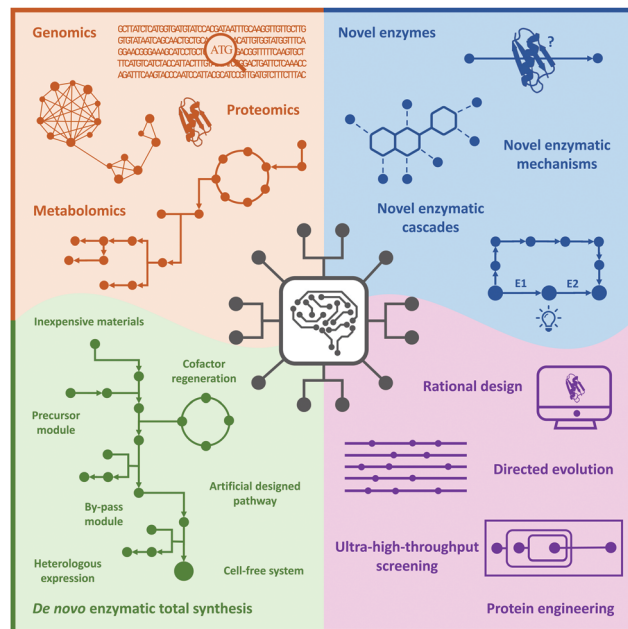 Genomics
GCTTATCTCATGGTGATGTATCCACGATAATTTGCAAGGTTGTTGCTTG
ATG
Proteomics
Metabolomics
Novel enzymes
?
Novel enzymatic
mechanisms
Novel enzymatic
cascades
E1
E2
Inexpensive materials
Cofactor
regeneration
Precursor
module
Artificial designed
pathway
By-pass
module
Heterologous
expression
Cell-free system
De novo enzymatic total synthesis
Rational design
Directed evolution
Ultra-high-throughput
screening
Protein engineering